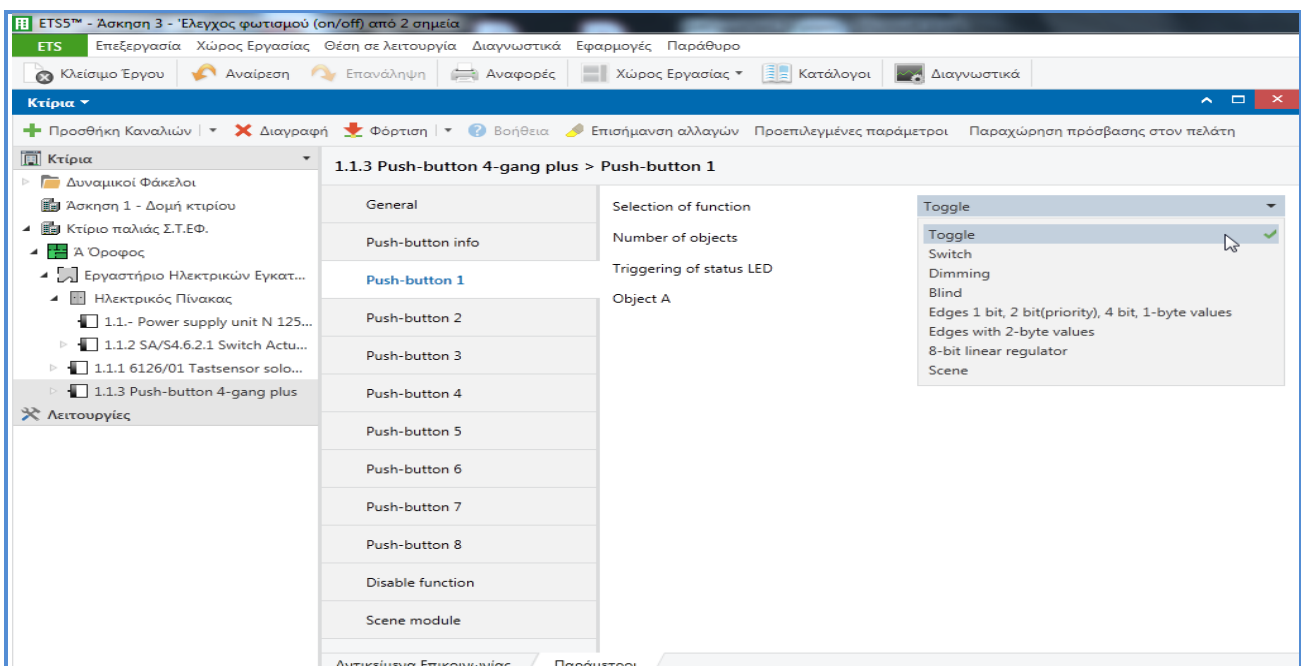 ETS5™ - Άσκηση 3 - 'Ελεγχος φωτισμού (on/off) από 2 σημεία
ETS Επεξεργασία Χώρος Εργασίας Θέση σε λειτουργία Διαγνωστικά Εφαρμογές Παράθυρο
Κλείσιμο Έργου Αναίρεση Επανάληψη Αναφορές Χώρος Εργασίας Κατάλογοι Διαγνωστικά
Κτίρια
Προσθήκη Καναλιών Διαγραφή Φόρτιση Βοήθεια Επισήμανση αλλαγών Προεπιλεγμένες παράμετροι Παραχώρηση πρόσβασης στον πελάτη
Κτίρια
Δυναμικοί Φάκελοι
Άσκηση 1 - Δομή κτιρίου
Κτίριο παλιάς Σ.Τ.ΕΦ.
Ά Όροφος
Εργαστήριο Ηλεκτρικών Εγκατ...
Ηλεκτρικός Πίνακας
1.1.- Power supply unit N 125...
1.1.2 SA/S4.6.2.1 Switch Actu...
1.1.1 6126/01 Tastsensor solo...
1.1.3 Push-button 4-gang plus
Λειτουργίες
1.1.3 Push-button 4-gang plus > Push-button 1
General
Push-button info
Push-button 1
Push-button 2
Push-button 3
Push-button 4
Push-button 5
Push-button 6
Push-button 7
Push-button 8
Disable function
Scene module
Selection of function
Number of objects
Triggering of status LED
Object A
Toggle
Toggle
Switch
Dimming
Blind
Edges 1 bit, 2 bit(priority), 4 bit, 1-byte values
Edges with 2-byte values
8-bit linear regulator
Scene
Αντικείμενα Επικοινωνίας Παράμετροι